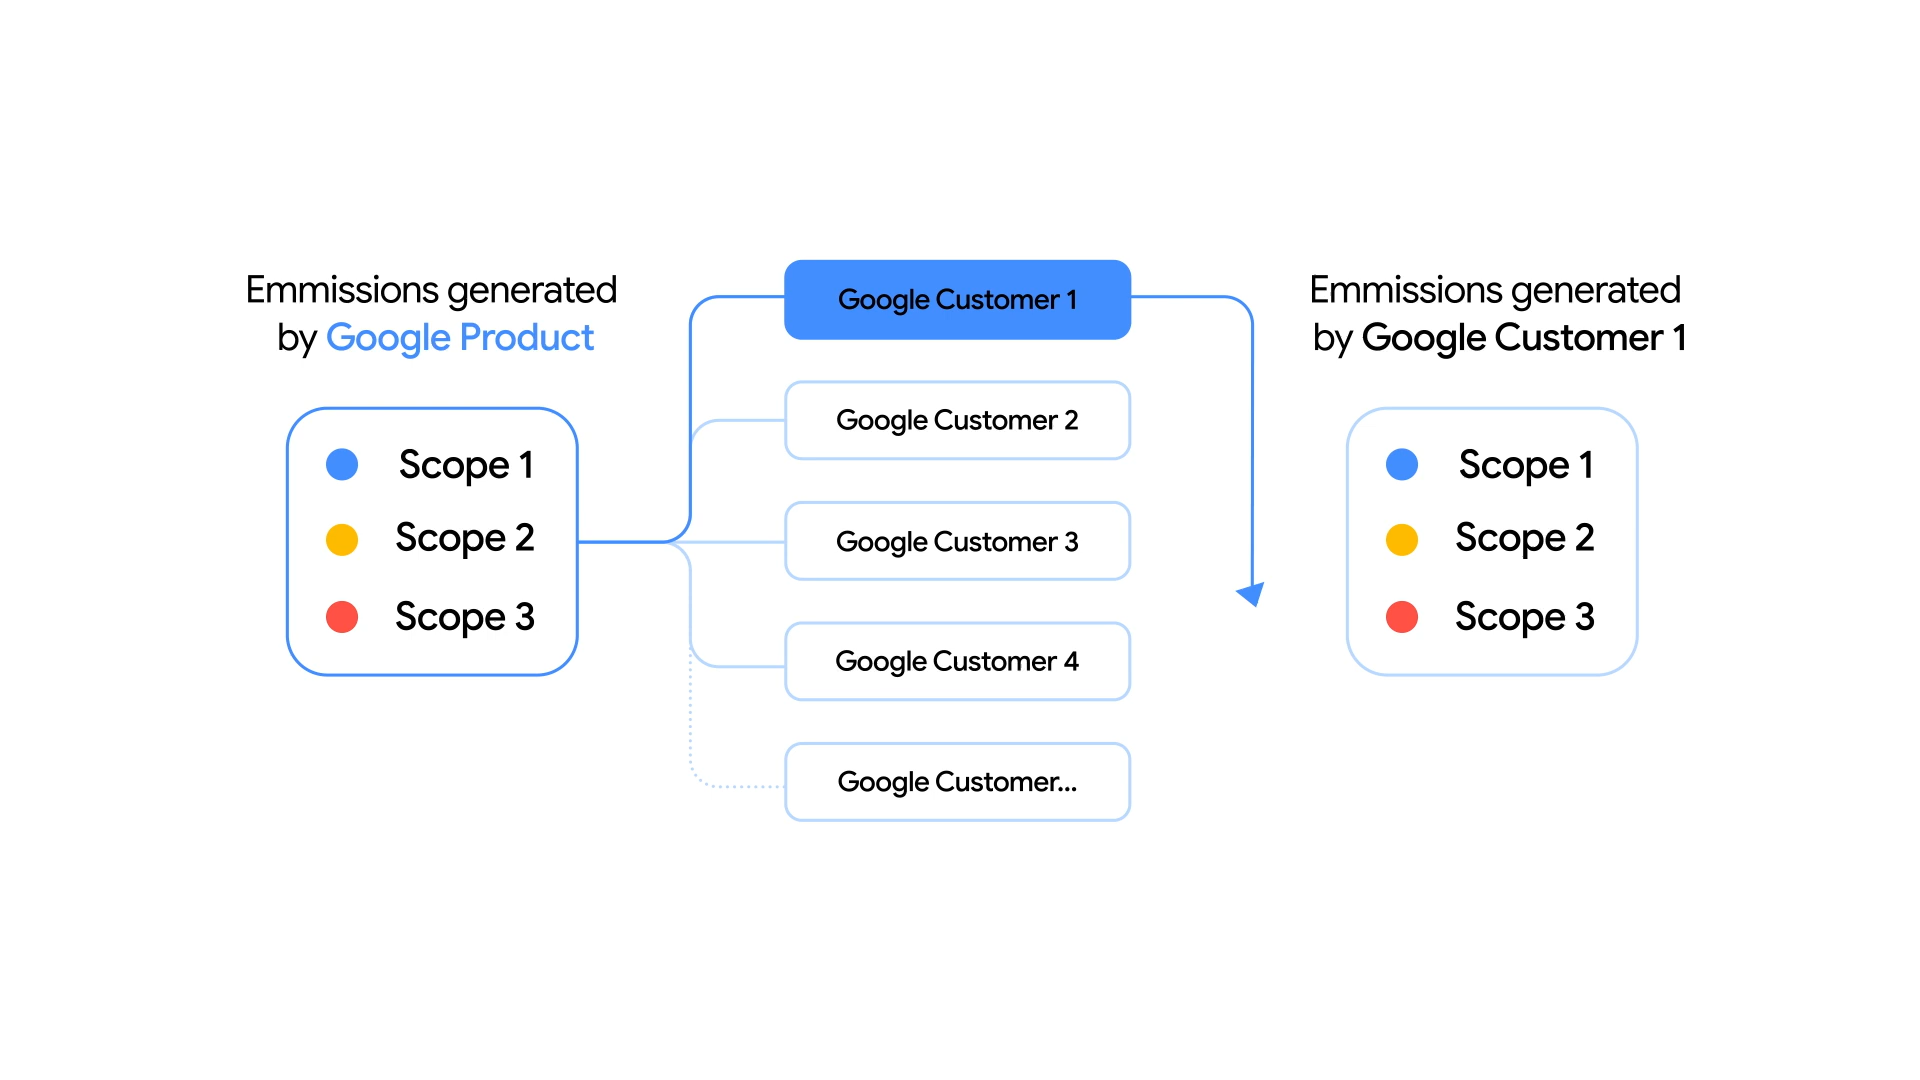 Emmissions generated
by Google Product
Scope 1
Scope 2
Scope 3
Google Customer 1
Google Customer 2
Google Customer 3
Google Customer 4
Google Customer...
Emmissions generated
by Google Customer 1
Scope 1
Scope 2
Scope 3